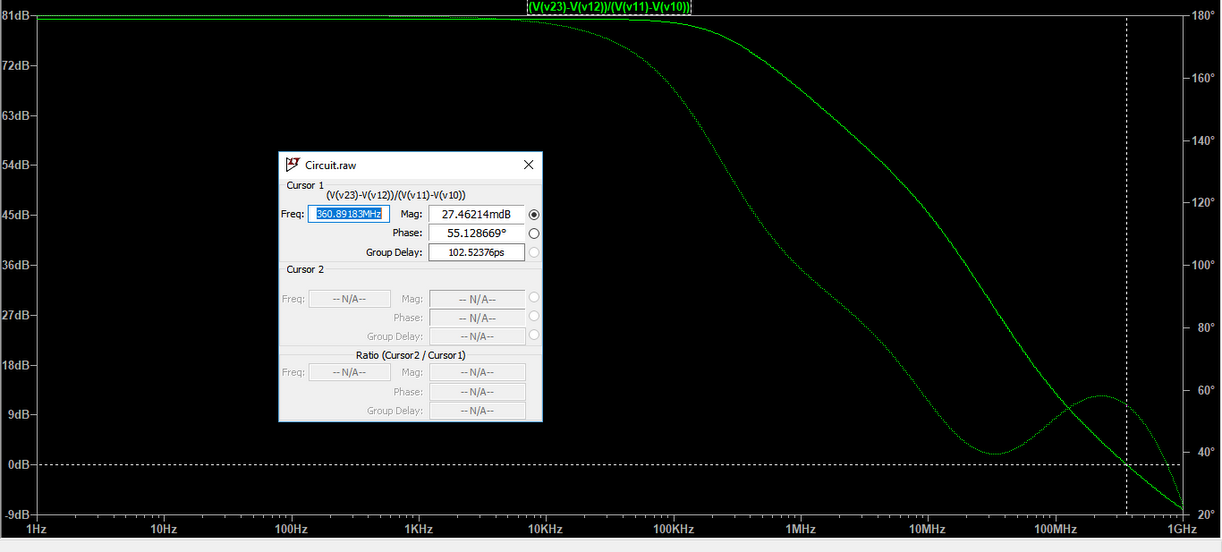 (V(v23)-V(v12))/(V(v11)-V(v10))
81dB
72dB
63dB
54dB
45dB
36dB
27dB
18dB
9dB
0dB
-9dB
180°
160°
140°
120°
100°
80°
60°
40°
20°
Circuit.raw
Cursor 1
(V(v23)-V(v12))/(V(v11)-V(v10))
Freq: 360.89183MHz Mag: 27.46214mdB
Phase: 55.128669°
Group Delay: 102.52376ps
Cursor 2
Freq: -- N/A-- Mag: -- N/A--
Phase: -- N/A--
Group Delay: -- N/A--
Ratio (Cursor2 / Cursor1)
Freq: -- N/A-- Mag: -- N/A--
Phase: -- N/A--
Group Delay: -- N/A--
1Hz 10Hz 100Hz 1KHz 10KHz 100KHz 1MHz 10MHz 100MHz 1GHz